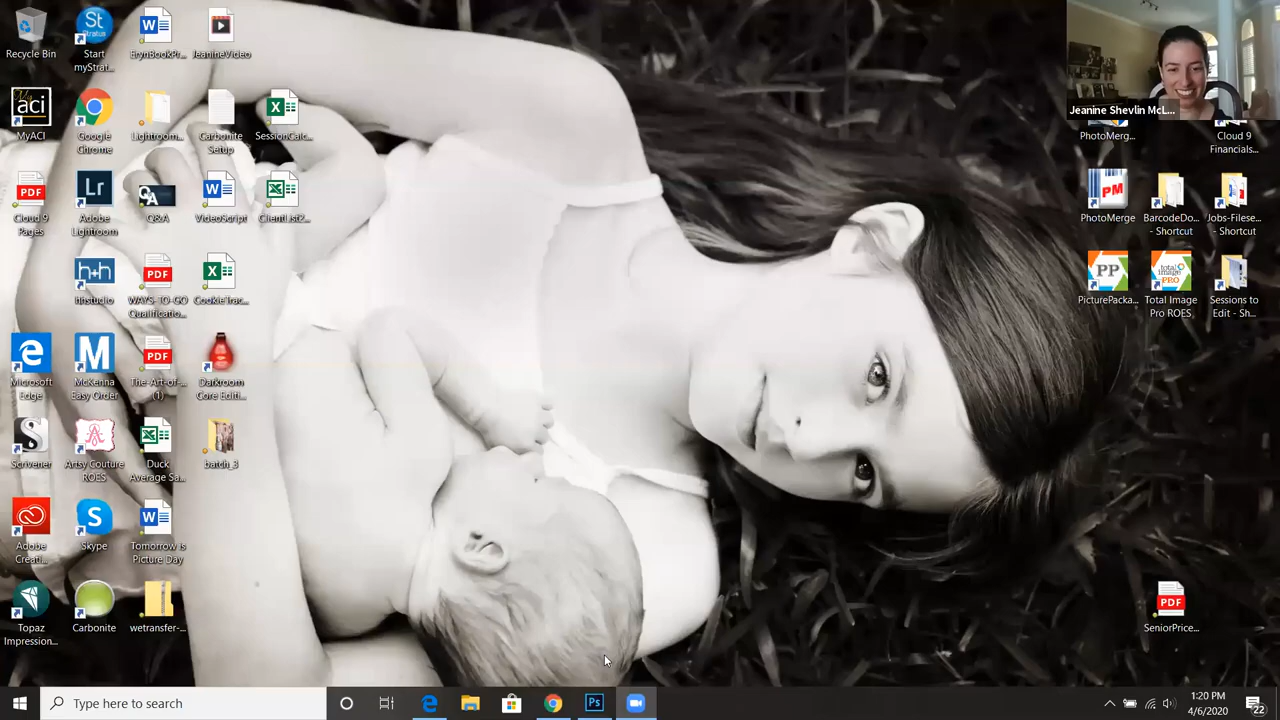 Recycle Bin
St
Stratus
Start
myStrat...
ErynBookPr...
JeanineVideo
Jeanine Shevlin McL...
My
aci
MyACI
Google
Chrome
Lightroom...
Carbonite
Setup
SessionCalc...
PhotoMerg...
Cloud 9
Financials...
PDF
Cloud 9
Pages
Lr
Adobe
Lightroom
QA
Q&A
VideoScript
ClientList2...
PM
PhotoMerge
BarcodeDo...
- Shortcut
Jobs-Filese...
- Shortcut
h+h
hhstudio
PDF
WAYS-TO-GO
Qualificatio...
CookieTrac...
PP
PicturePacka...
total
image
PRO
Total Image
Pro ROES
Sessions to
Edit - Sh...
Microsoft
Edge
M
McKenna
Easy Order
PDF
The-Art-of-...
(1)
Darkroom
Core Editi...
S
Scrivener
Artsy Couture
ROES
Duck
Average Sa...
batch_3
Adobe
Creati...
Skype
Tomorrow is
Picture Day
Topaz
Impression...
Carbonite
wetransfer-...
PDF
SeniorPrice...
Type here to search
Ps
1:20 PM
4/6/2020
22